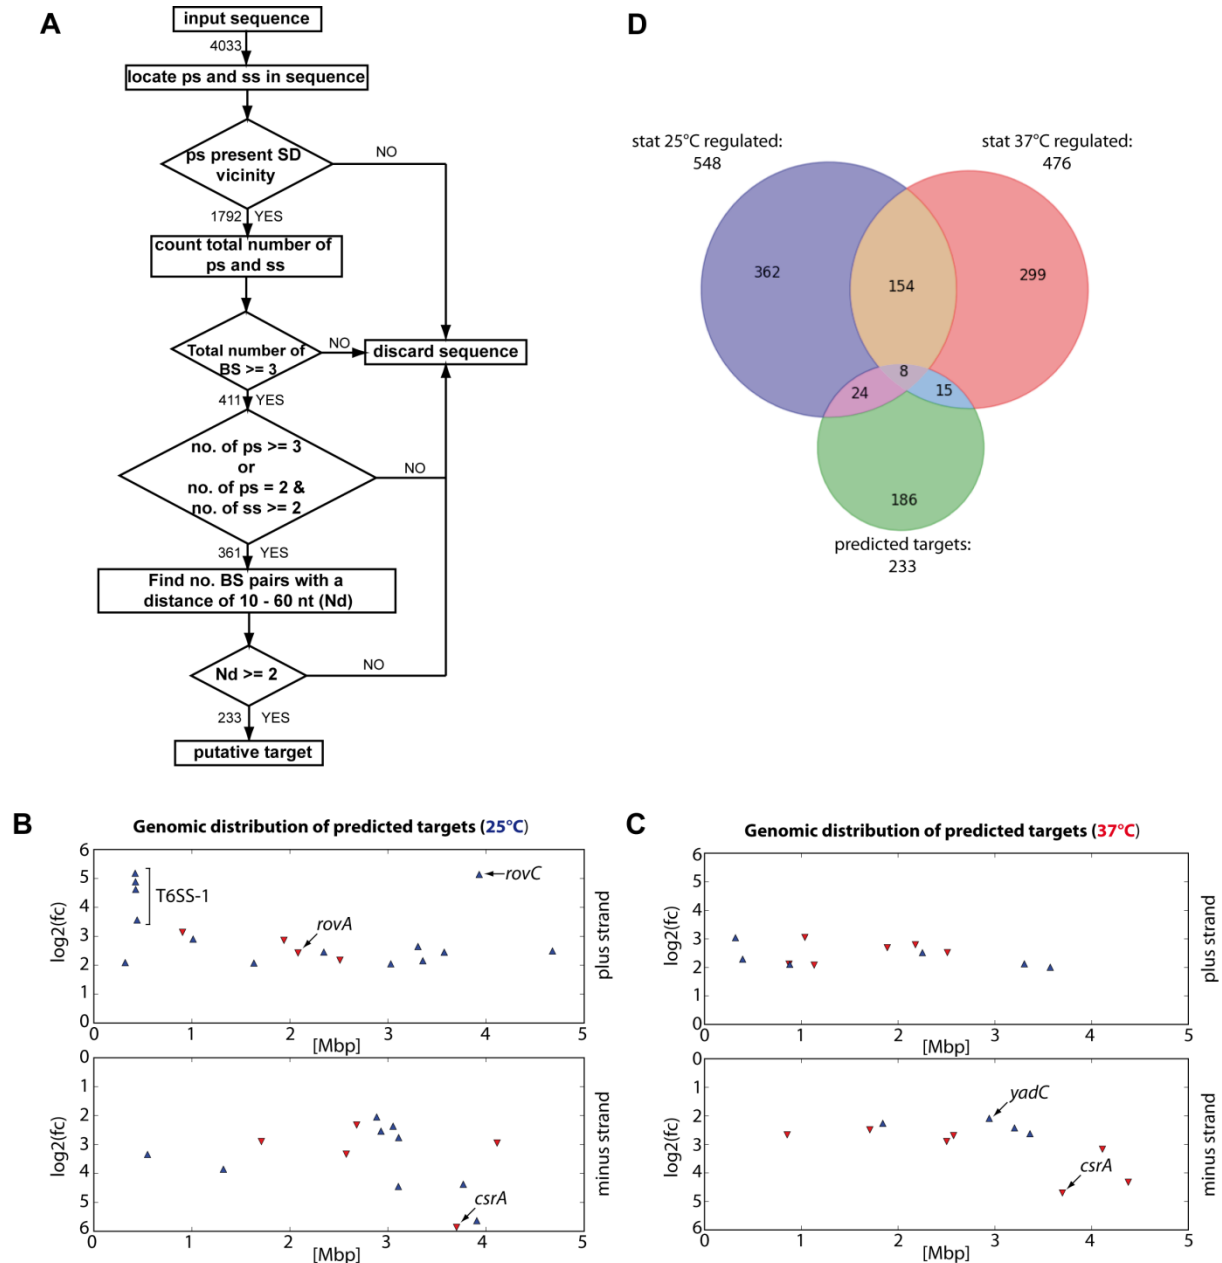 A
input sequence
4033
locate ps and ss in sequence
ps present SD
vicinity
NO
1792 YES
count total number of
ps and ss
Total number of
BS >= 3
NO
discard sequence
411 YES
no. of ps >= 3
or
no. of ps = 2 &
no. of ss >= 2
NO
361 YES
Find no. BS pairs with a
distance of 10 - 60 nt (Nd)
Nd >= 2
NO
233 YES
putative target
D
stat 25°C regulated:
548
stat 37°C regulated:
476
362
154
299
8
24
15
186
predicted targets:
233
B
Genomic distribution of predicted targets (25°C)
6
5
4
3
2
1
0
log2(fc)
T6SS-1
rovC
rovA
plus strand
0 1 2 3 4 5
[Mbp]
0
1
2
3
4
5
6
log2(fc)
csrA
minus strand
0 1 2 3 4 5
[Mbp]
C
Genomic distribution of predicted targets (37°C)
6
5
4
3
2
1
0
log2(fc)
plus strand
0 1 2 3 4 5
[Mbp]
0
1
2
3
4
5
6
log2(fc)
yadC
csrA
minus strand
0 1 2 3 4 5
[Mbp]